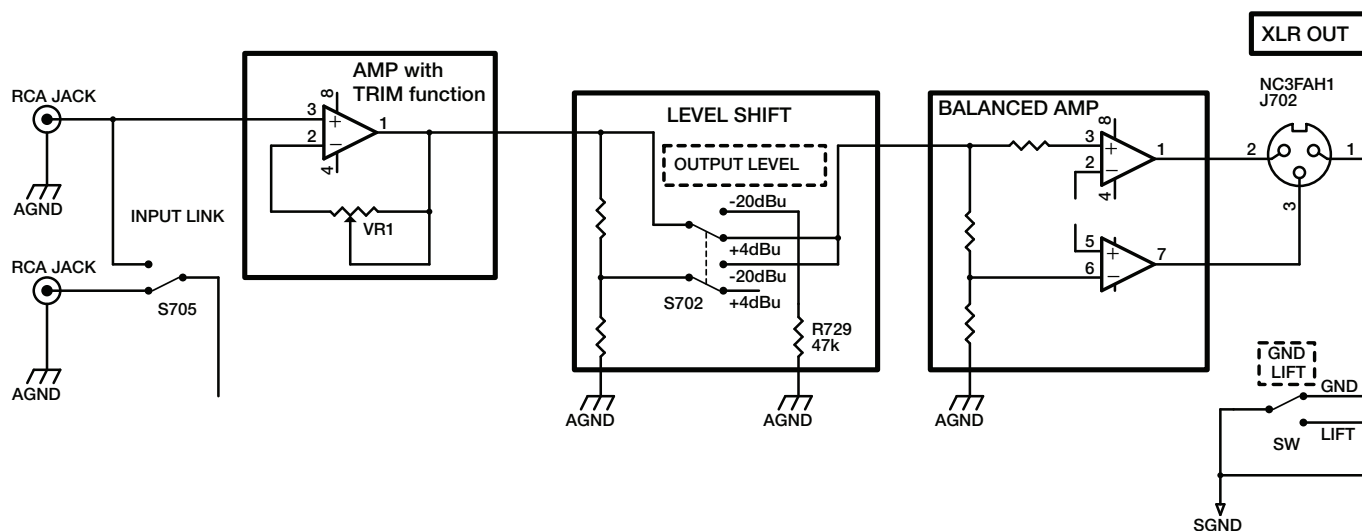 XLR OUT
AMP with
TRIM function
RCA JACK
NC3FAH1
J702
BALANCED AMP
LEVEL SHIFT
OUTPUT LEVEL
8
3
+
1
2
−
4
8
3
+
1
2
−
4
2
1
3
AGND
INPUT LINK
VR1
-20dBu
+4dBu
-20dBu
+4dBu
S702
5
+
7
6
−
RCA JACK
S705
R729
47k
AGND
AGND
AGND
AGND
GND
LIFT
GND
LIFT
SW
SGND